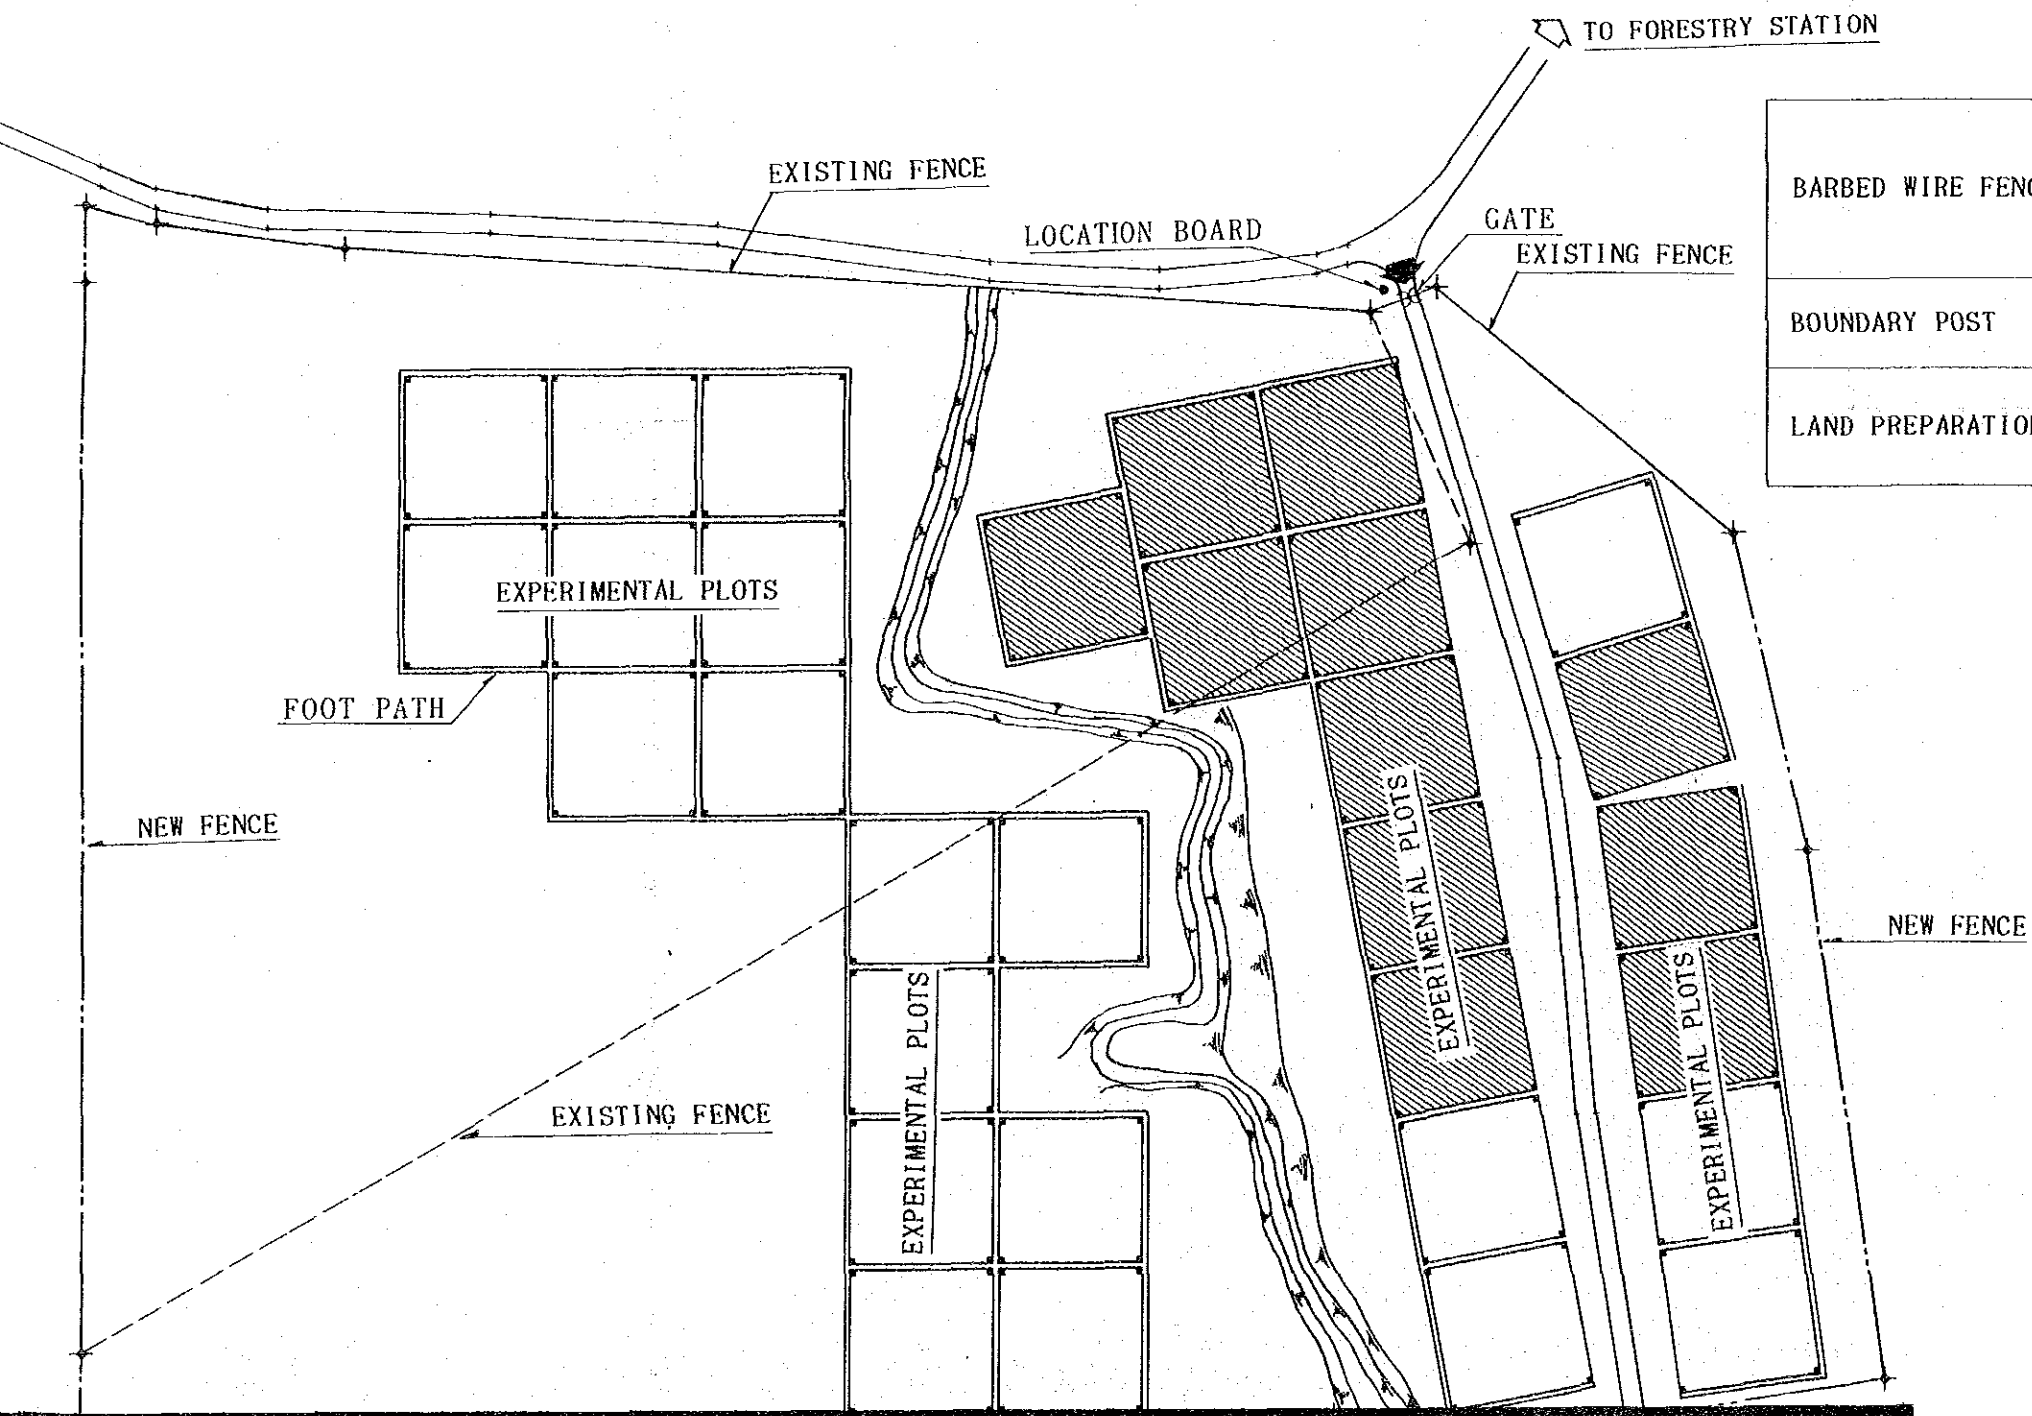 TO FORESTRY STATION
EXISTING FENCE
BARBED WIRE FENC
LOCATION BOARD
GATE
EXISTING FENCE
BOUNDARY POST
LAND PREPARATION
EXPERIMENTAL PLOTS
FOOT PATH
NEW FENCE
EXPERIMENTAL PLOTS
NEW FENCE
EXPERIMENTAL PLOTS
EXPERIMENTAL PLOTS
EXISTING FENCE